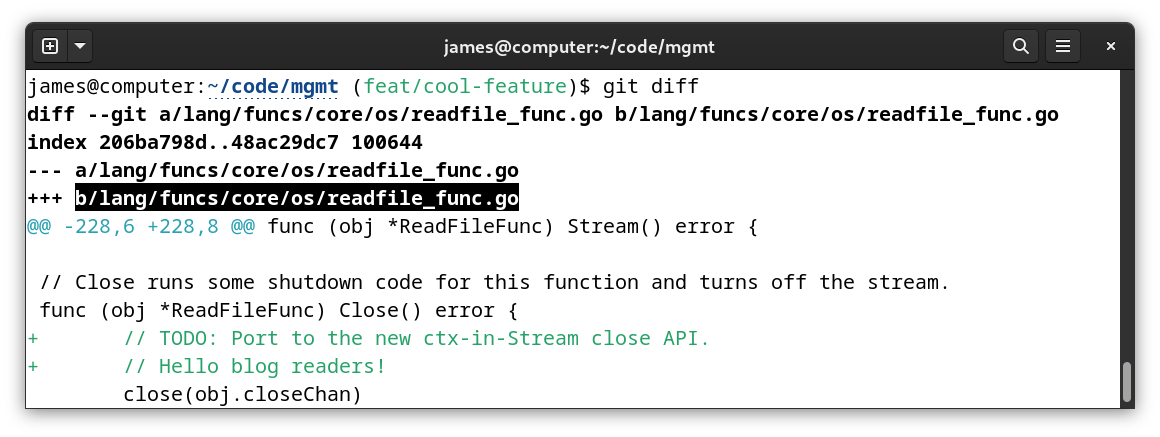 james@computer:~/code/mgmt
james@computer:~/code/mgmt (feat/cool-feature)$ git diff
diff --git a/lang/funcs/core/os/readfile_func.go b/lang/funcs/core/os/readfile_func.go
index 206ba798d..48ac29dc7 100644
--- a/lang/funcs/core/os/readfile_func.go
+++ b/lang/funcs/core/os/readfile_func.go
@@ -228,6 +228,8 @@ func (obj *ReadFileFunc) Stream() error {
 // Close runs some shutdown code for this function and turns off the stream.
 func (obj *ReadFileFunc) Close() error {
+       // TODO: Port to the new ctx-in-Stream close API.
+       // Hello blog readers!
        close(obj.closeChan)